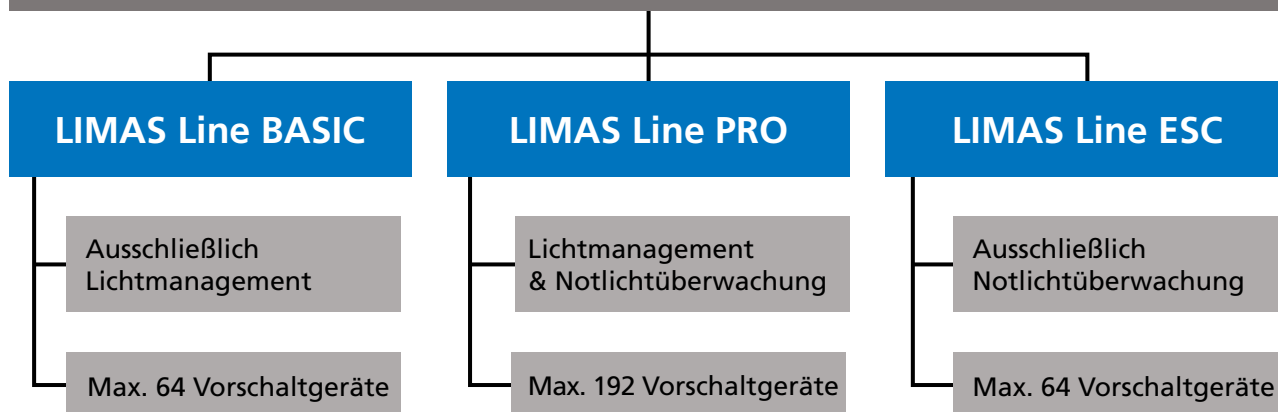 LIMAS Line BASIC
LIMAS Line PRO
LIMAS Line ESC
Ausschließlich
Lichtmanagement
Lichtmanagement
& Notlichtüberwachung
Ausschließlich
Notlichtüberwachung
Max. 64 Vorschaltgeräte
Max. 192 Vorschaltgeräte
Max. 64 Vorschaltgeräte